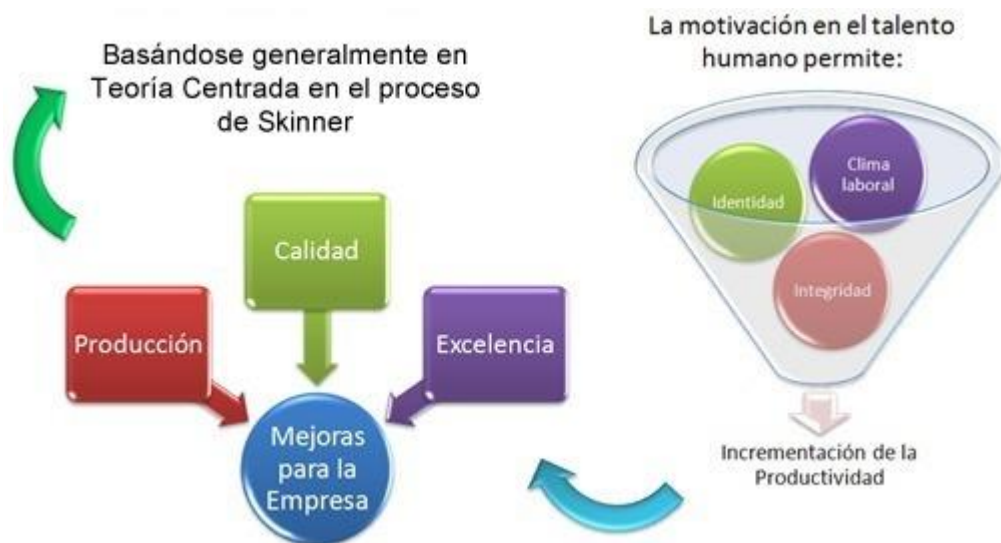 Basándose generalmente en
Teoría Centrada en el proceso
de Skinner
Calidad
Producción
Excelencia
Mejoras
para la
Empresa
La motivación en el talento
humano permite:
Clima
laboral
Identidad
Integridad
Incrementación de la
Productividad